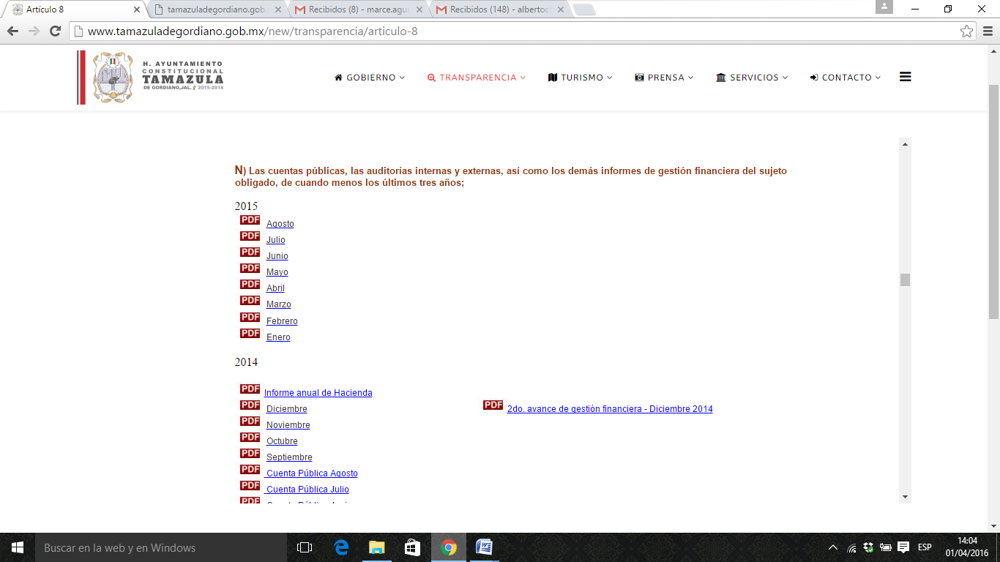 Artículo 8
tamazuladegordiano.gob.
Recibidos (8) - marce.agui
Recibidos (148) - albertoc
www.tamazuladegordiano.gob.mx/new/transparencia/articulo-8
H. AYUNTAMIENTO
CONSTITUCIONAL
TAMAZULA
DE GORDIANO,JAL. // 2015-2018
GOBIERNO
TRANSPARENCIA
TURISMO
PRENSA
SERVICIOS
CONTACTO
N) Las cuentas públicas, las auditorías internas y externas, así como los demás informes de gestión financiera del sujeto
obligado, de cuando menos los últimos tres años;
2015
PDF Agosto
PDF Julio
PDF Junio
PDF Mayo
PDF Abril
PDF Marzo
PDF Febrero
PDF Enero
2014
PDF Informe anual de Hacienda
PDF Diciembre
PDF 2do. avance de gestión financiera - Diciembre 2014
PDF Noviembre
PDF Octubre
PDF Septiembre
PDF Cuenta Pública Agosto
PDF Cuenta Pública Julio
PDF
Buscar en la web y en Windows
ESP
14:04
01/04/2016